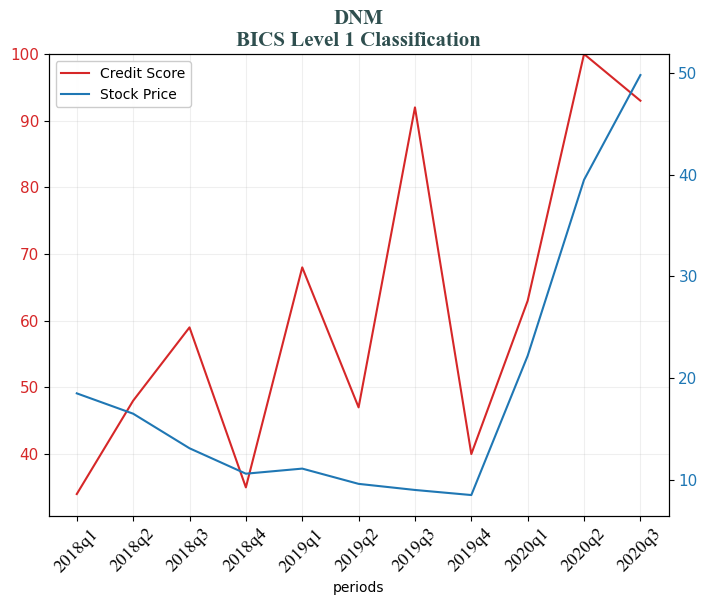 DNM
BICS Level 1 Classification
Credit Score
Stock Price
100
90
80
70
60
50
40
50
40
30
20
10
2018q1
2018q2
2018q3
2018q4
2019q1
2019q2
2019q3
2019q4
2020q1
2020q2
2020q3
periods